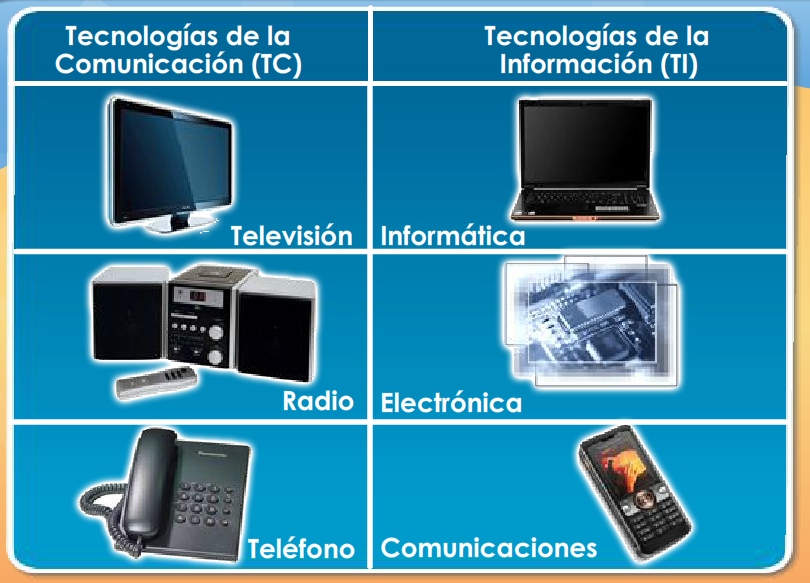 Tecnologías de la
Comunicación (TC)
Tecnologías de la
Información (TI)
Televisión
Informática
Radio
Electrónica
Teléfono
Comunicaciones